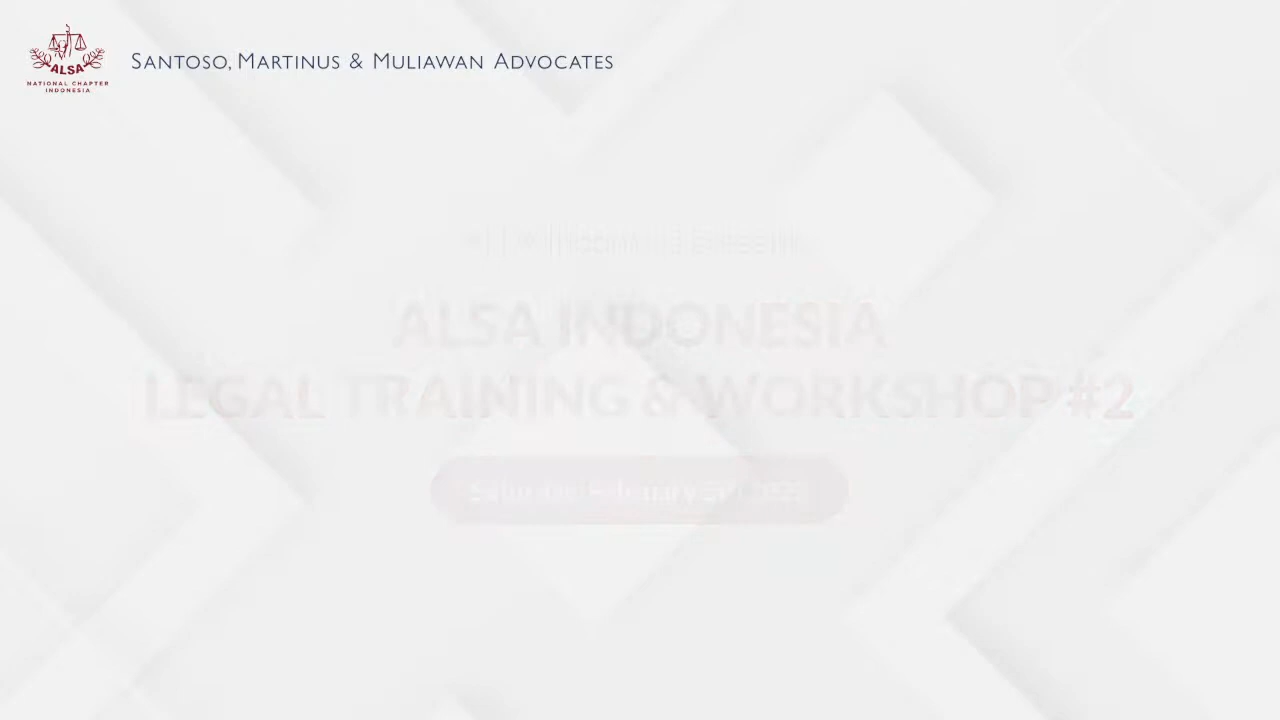 ALSA
NATIONAL CHAPTER
INDONESIA
SANTOSO, MARTINUS & MULIAWAN ADVOCATES
ALSA INDONESIA
LEGAL TRAINING & WORKSHOP #2